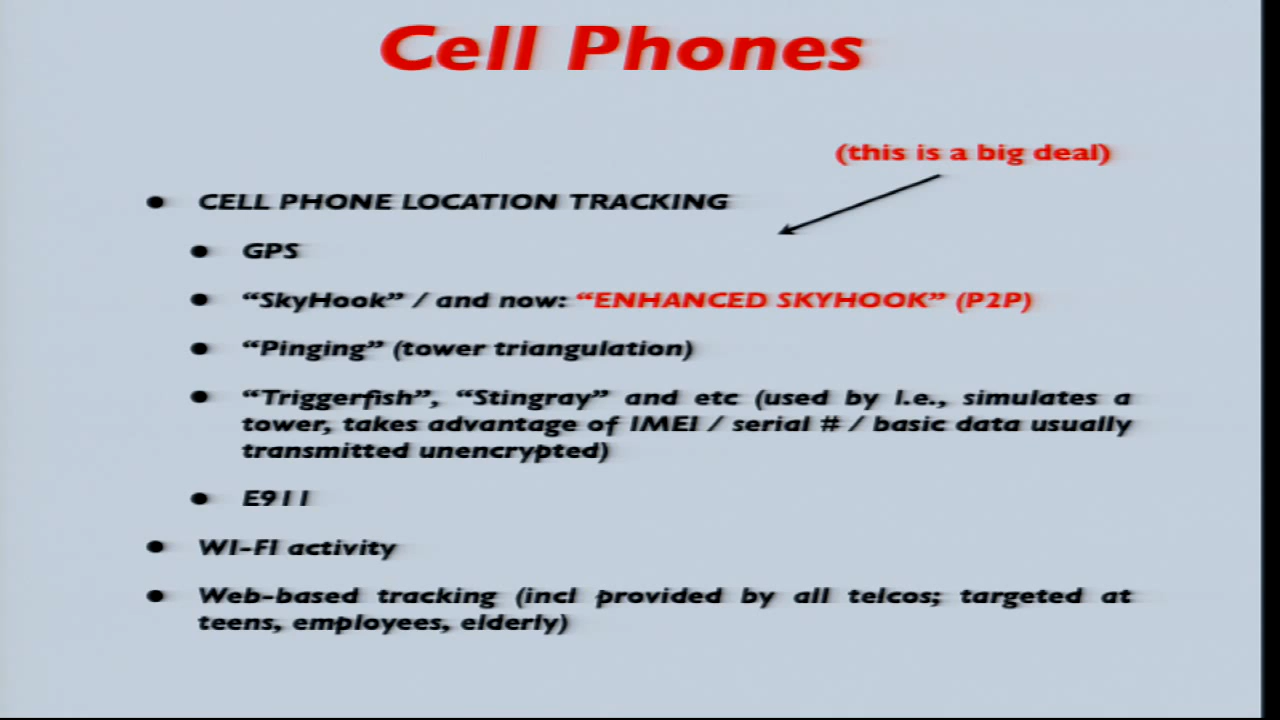 Cell Phones
(this is a big deal)
• CELL PHONE LOCATION TRACKING
• GPS
• “SkyHook” / and now: “ENHANCED SKYHOOK” (P2P)
• “Pinging” (tower triangulation)
• “Triggerfish”, “Stingray” and etc (used by l.e., simulates a
tower, takes advantage of IMEI / serial # / basic data usually
transmitted unencrypted)
• E911
• WI-FI activity
• Web-based tracking (incl provided by all telcos; targeted at
teens, employees, elderly)